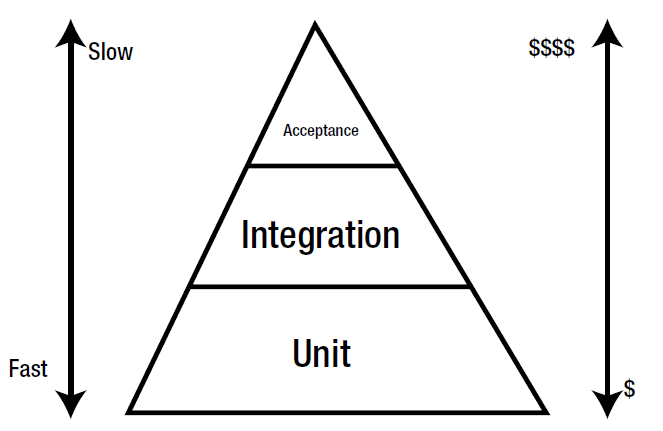 Slow
$$$$
Acceptance
Integration
Unit
Fast
$